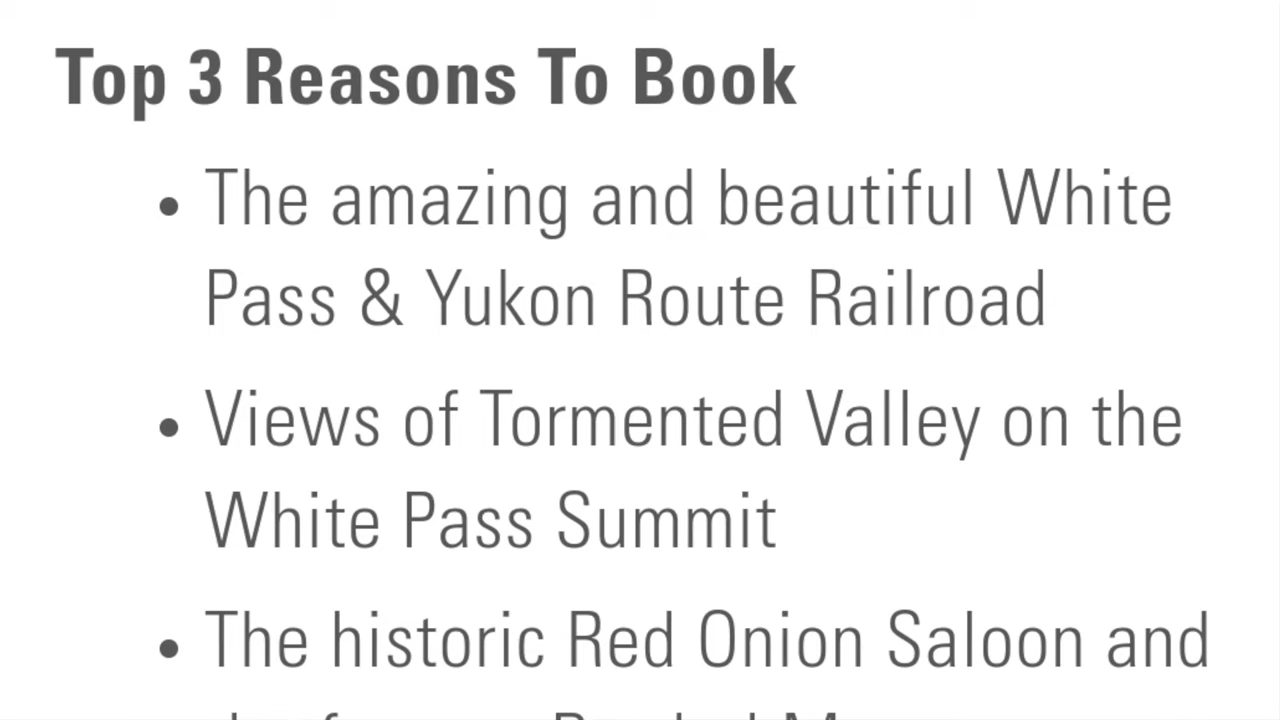 Top 3 Reasons To Book
• The amazing and beautiful White
Pass & Yukon Route Railroad
• Views of Tormented Valley on the
White Pass Summit
• The historic Red Onion Saloon and